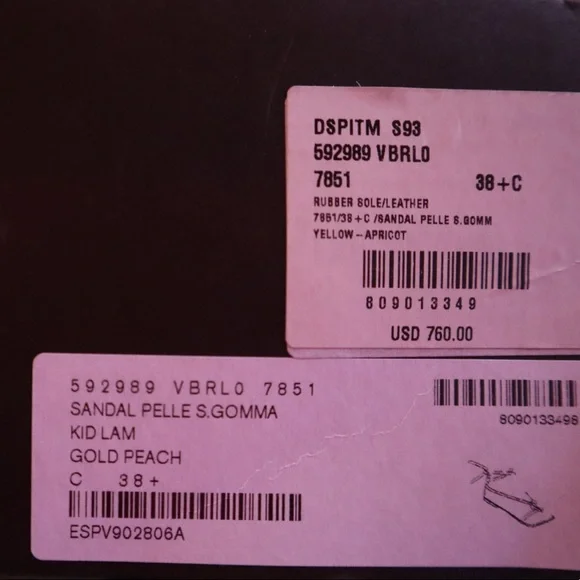 DSPITM S93
592989 VBRL0
7851 38+C
RUBBER SOLE/LEATHER
7851/38+C /SANDAL PELLE S.GOMM
YELLOW-APRICOT
809013349
USD 760.00
592989 VBRL0 7851
SANDAL PELLE S.GOMMA
KID LAM
GOLD PEACH
C 38+
ESPV902806A
8090133498